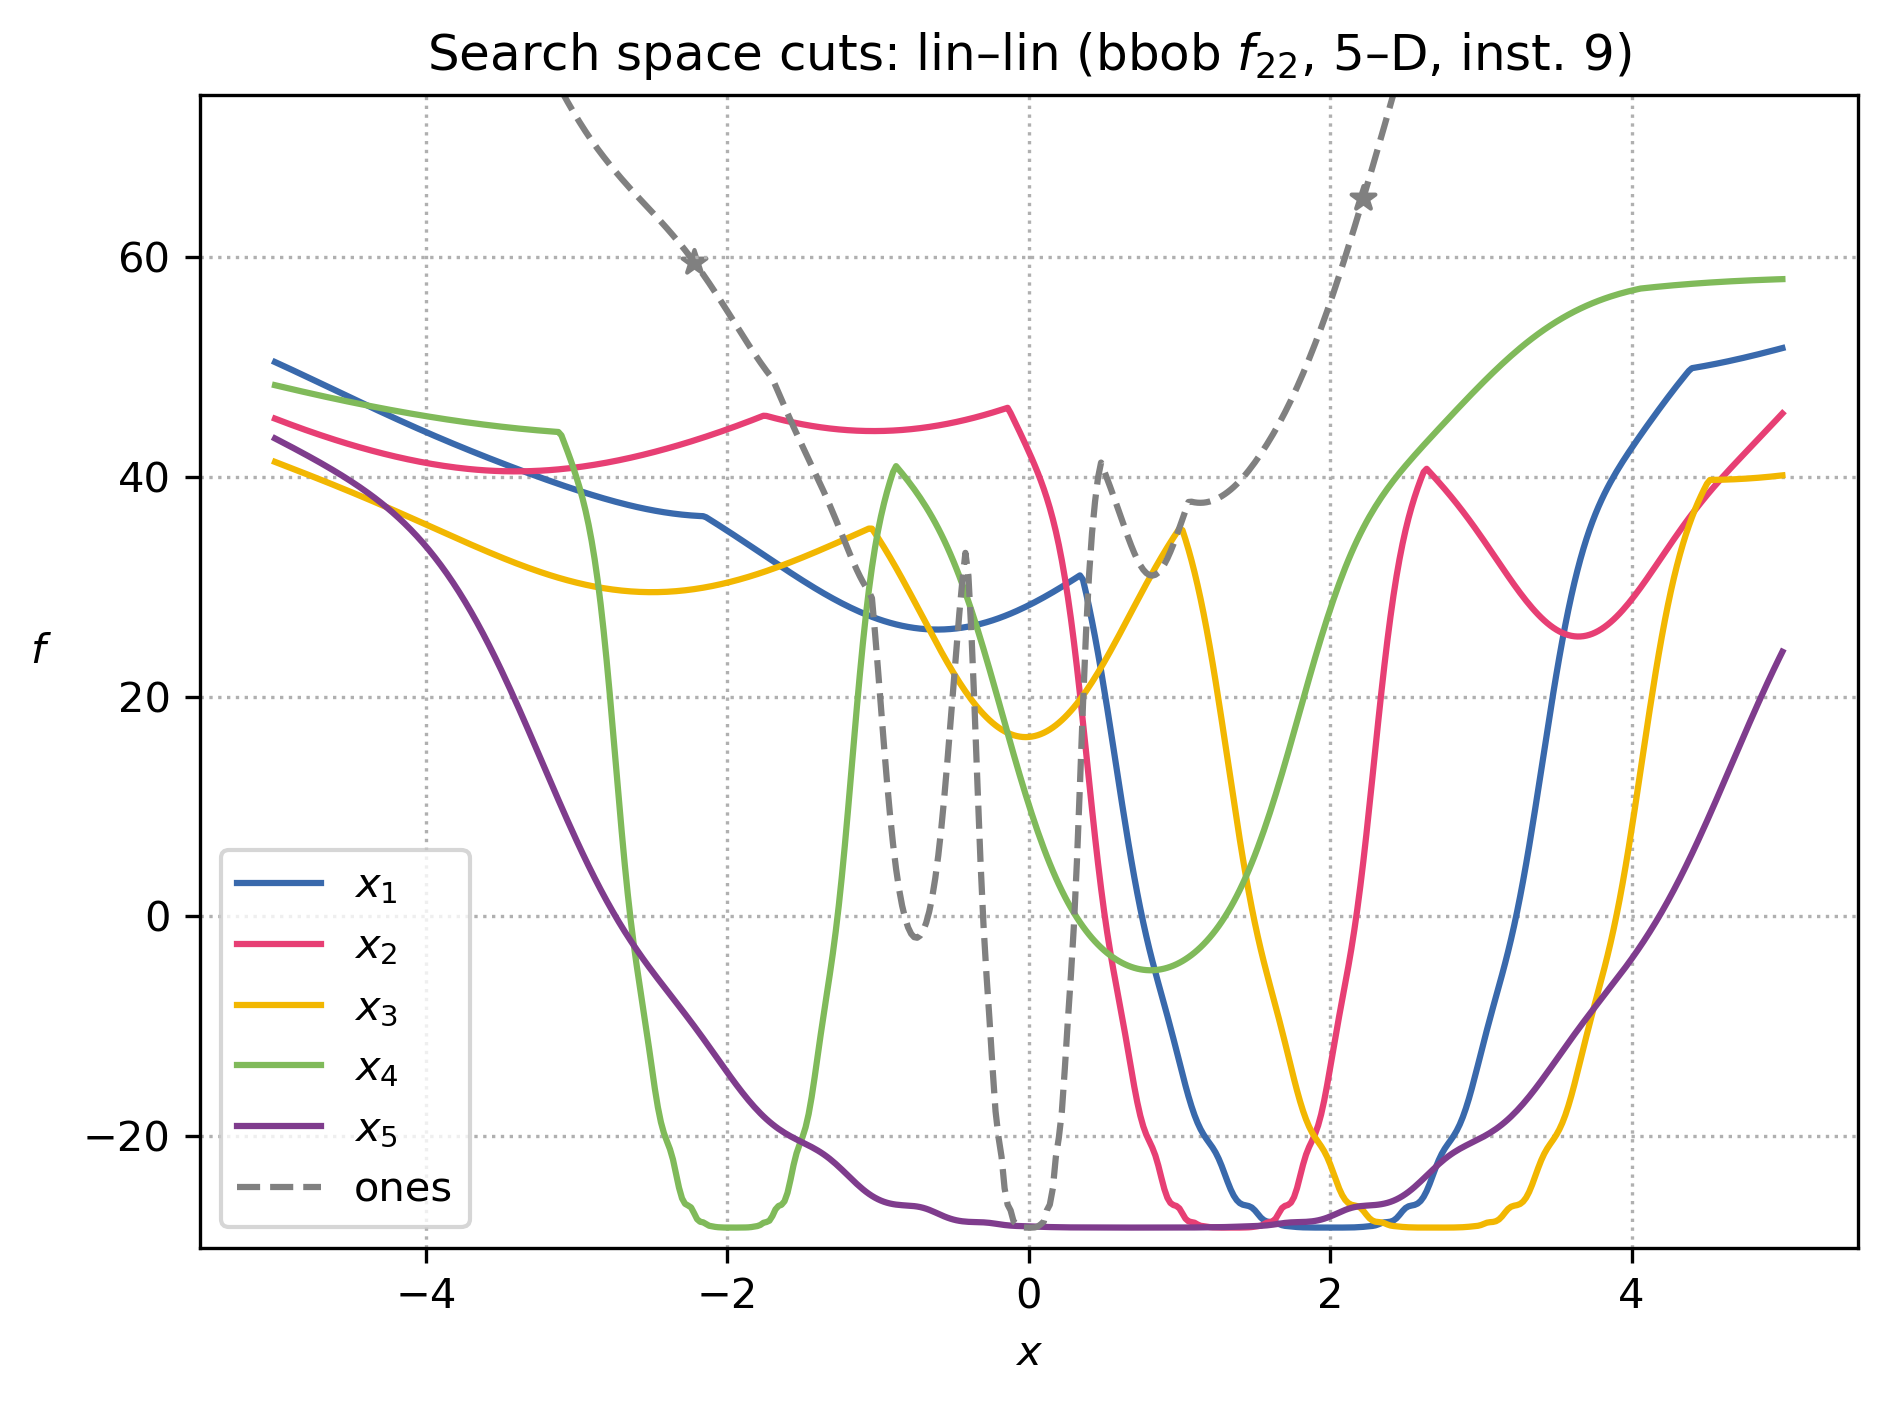 Search space cuts: lin–lin (bbob f₂₂, 5–D, inst. 9)
f
60
40
20
0
−20
x₁
x₂
x₃
x₄
x₅
ones
−4
−2
0
2
4
x